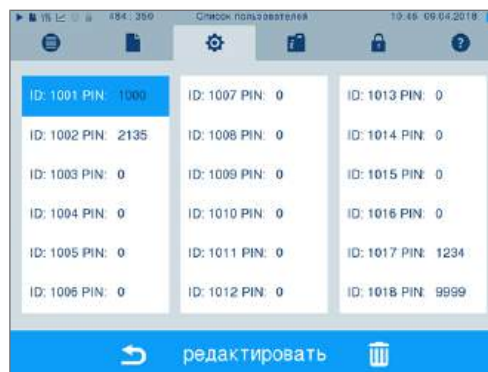 484:350 Список пользователей 10:46 09.04.2018
ID: 1001 PIN: 1000
ID: 1002 PIN: 2135
ID: 1003 PIN: 0
ID: 1004 PIN: 0
ID: 1005 PIN: 0
ID: 1006 PIN: 0
ID: 1007 PIN: 0
ID: 1008 PIN: 0
ID: 1009 PIN: 0
ID: 1010 PIN: 0
ID: 1011 PIN: 0
ID: 1012 PIN: 0
ID: 1013 PIN: 0
ID: 1014 PIN: 0
ID: 1015 PIN: 0
ID: 1016 PIN: 0
ID: 1017 PIN: 1234
ID: 1018 PIN: 9999
редактировать